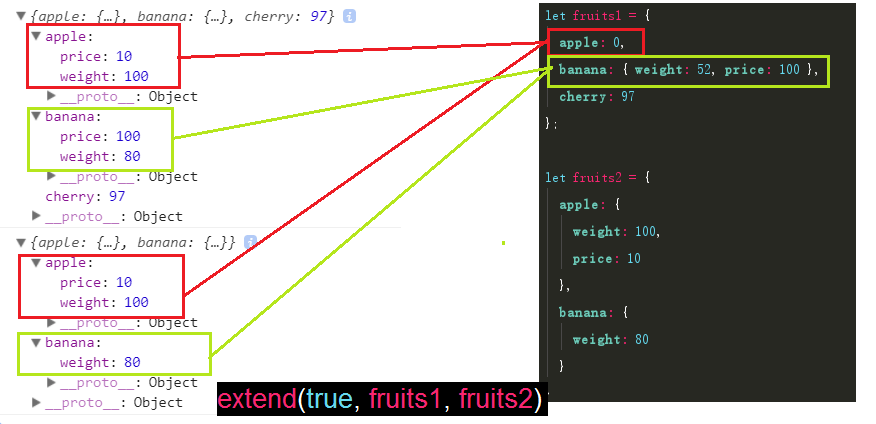 ▼{apple: {…}, banana: {…}, cherry: 97} i
▼apple:
price: 10
weight: 100
▶__proto__: Object
▼banana:
price: 100
weight: 80
▶__proto__: Object
cherry: 97
▶__proto__: Object
▼{apple: {…}, banana: {…}} i
▼apple:
price: 10
weight: 100
▶__proto__: Object
▼banana:
weight: 80
▶__proto__: Object
▶__proto__: Object
let fruits1 = {
apple: 0,
banana: { weight: 52, price: 100 },
cherry: 97
};
let fruits2 = {
apple: {
weight: 100,
price: 10
},
banana: {
weight: 80
}
extend(true, fruits1, fruits2)